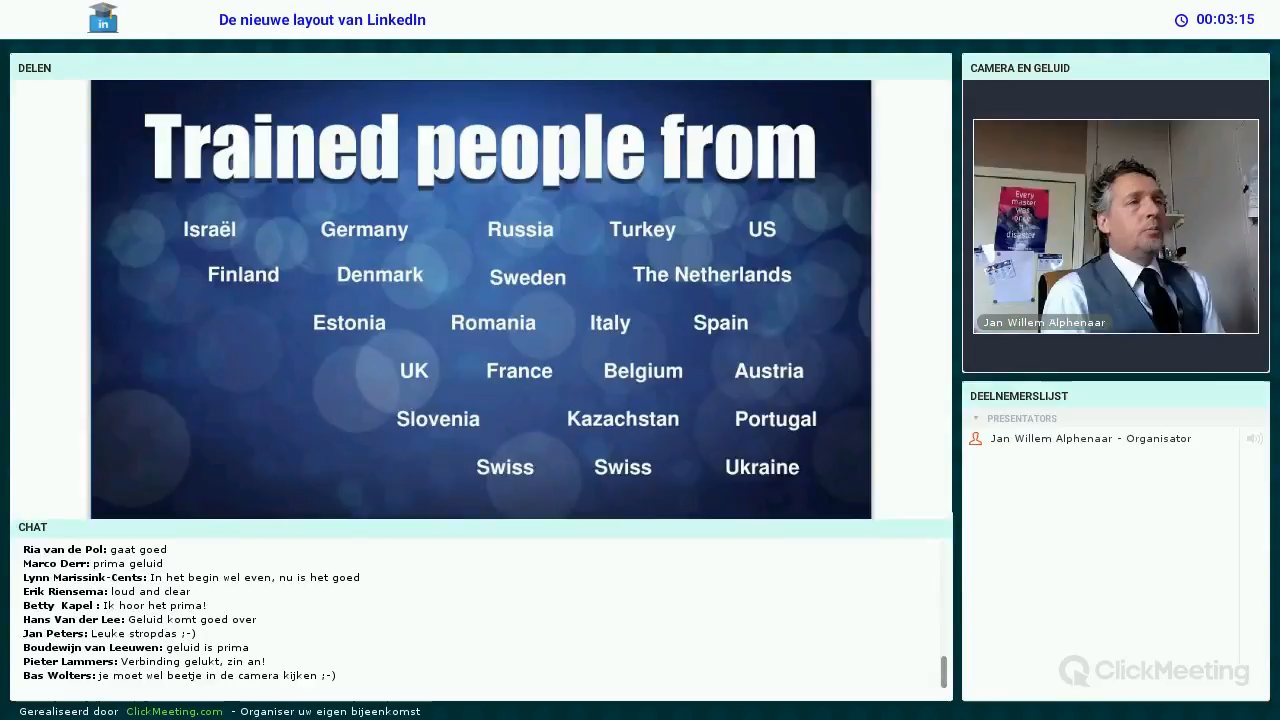 in
De nieuwe layout van LinkedIn
00:03:15
DELEN
Trained people from
Israël Germany Russia Turkey US
Finland Denmark Sweden The Netherlands
Estonia Romania Italy Spain
UK France Belgium Austria
Slovenia Kazachstan Portugal
Swiss Swiss Ukraine
CHAT
Ria van de Pol: gaat goed
Marco Derr: prima geluid
Lynn Marissink-Cents: In het begin wel even, nu is het goed
Erik Riensema: loud and clear
Betty Kapel : Ik hoor het prima!
Hans Van der Lee: Geluid komt goed over
Jan Peters: Leuke stropdas ;-)
Boudewijn van Leeuwen: geluid is prima
Pieter Lammers: Verbinding gelukt, zin an!
Bas Wolters: je moet wel beetje in de camera kijken ;-)
CAMERA EN GELUID
Every
master
was
once
a
disaster
Jan Willem Alphenaar
DEELNEMERSLIJST
PRESENTATORS
Jan Willem Alphenaar - Organisator
ClickMeeting
Gerealiseerd door ClickMeeting.com - Organiser uw eigen bijeenkomst